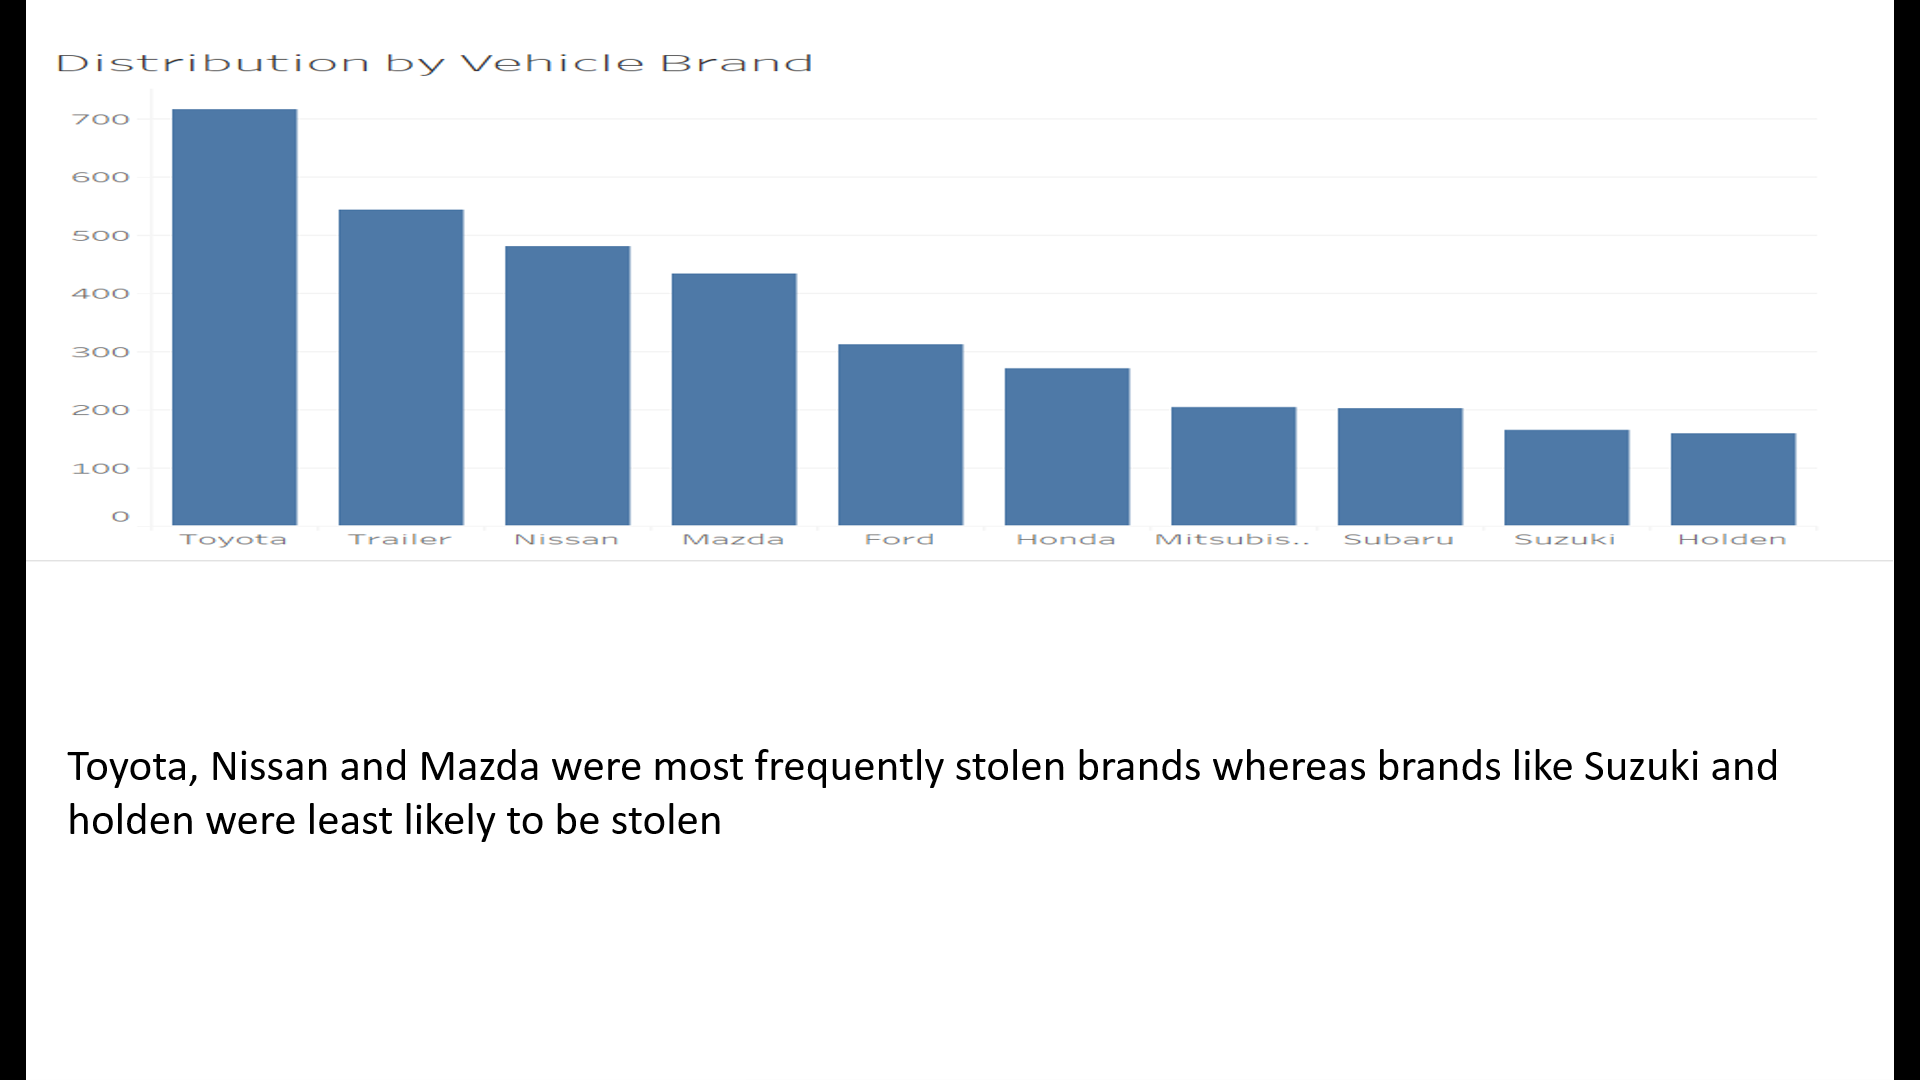 Distribution by Vehicle Brand
700
600
500
400
300
200
100
0
Toyota Trailer Nissan Mazda Ford Honda Mitsubis.. Subaru Suzuki Holden
Toyota, Nissan and Mazda were most frequently stolen brands whereas brands like Suzuki and
holden were least likely to be stolen